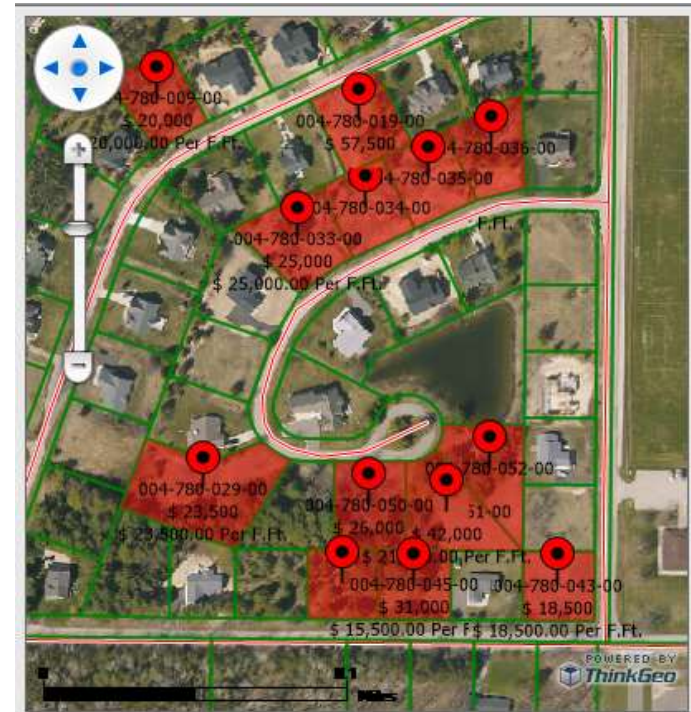 4-780-009-00
$ 20,000
20,000.00 Per F.Ft.
004-780-019-00
$ 57,500
4-780-036-00
04-780-035-00
04-780-034-00
F.Ft.
004-780-033-00
$ 25,000
$ 25,000.00 Per F.Ft.
-780-052-00
004-780-029-00
$ 23,500
$ 23,500.00 Per F.Ft.
004-780-050-00
$ 26,000
51-00
$ 42,000
$ 21 .00 Per F.Ft.
004-780-045-00
$ 31,000
$ 15,500.00 Per F
004-780-043-00
$ 18,500
$ 18,500.00 Per F.Ft.
POWERED BY
ThinkGeo